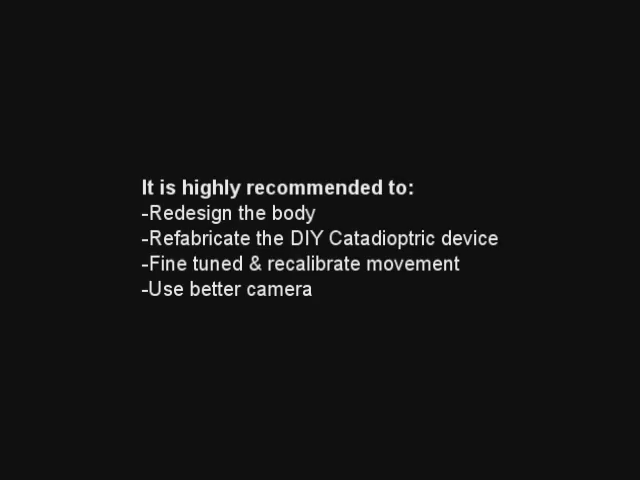 It is highly recommended to:
-Redesign the body
-Refabricate the DIY Catadioptric device
-Fine tuned & recalibrate movement
-Use better camera